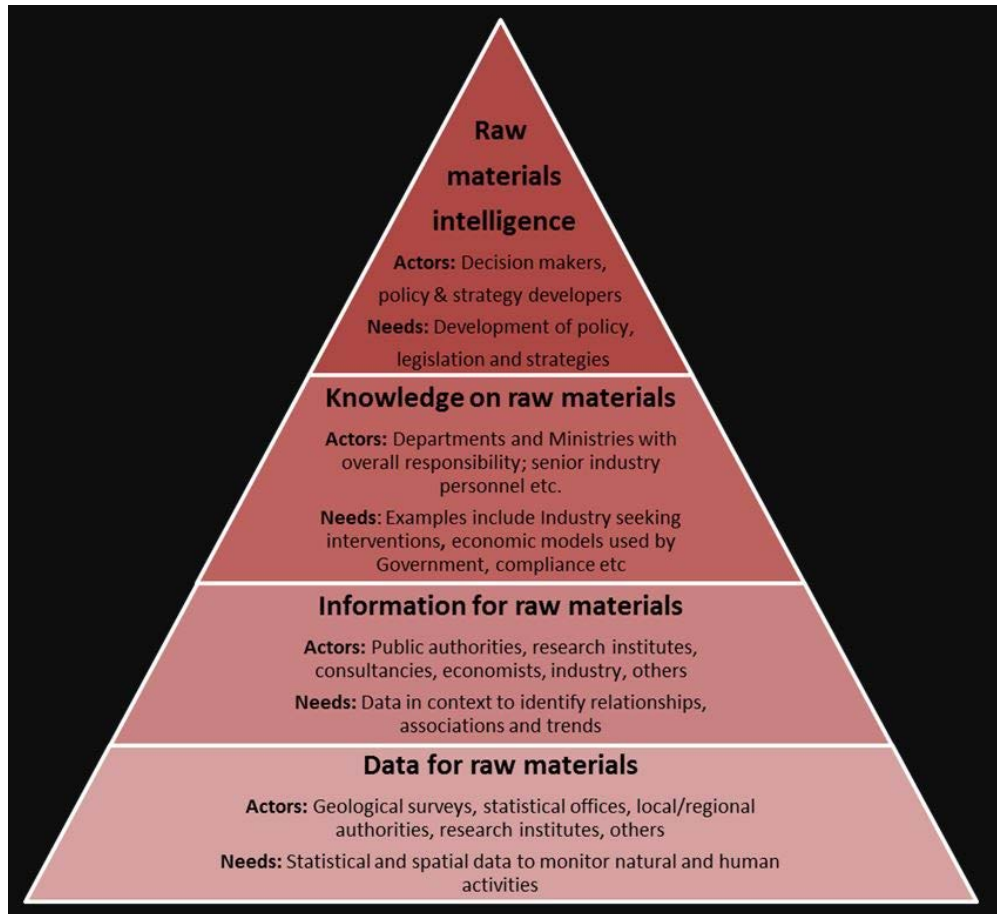 Raw
materials
intelligence
Actors: Decision makers,
policy & strategy developers
Needs: Development of policy,
legislation and strategies
Knowledge on raw materials
Actors: Departments and Ministries with
overall responsibility; senior industry
personnel etc.
Needs: Examples include Industry seeking
interventions, economic models used by
Government, compliance etc
Information for raw materials
Actors: Public authorities, research institutes,
consultancies, economists, industry, others
Needs: Data in context to identify relationships,
associations and trends
Data for raw materials
Actors: Geological surveys, statistical offices, local/regional
authorities, research institutes, others
Needs: Statistical and spatial data to monitor natural and human
activities